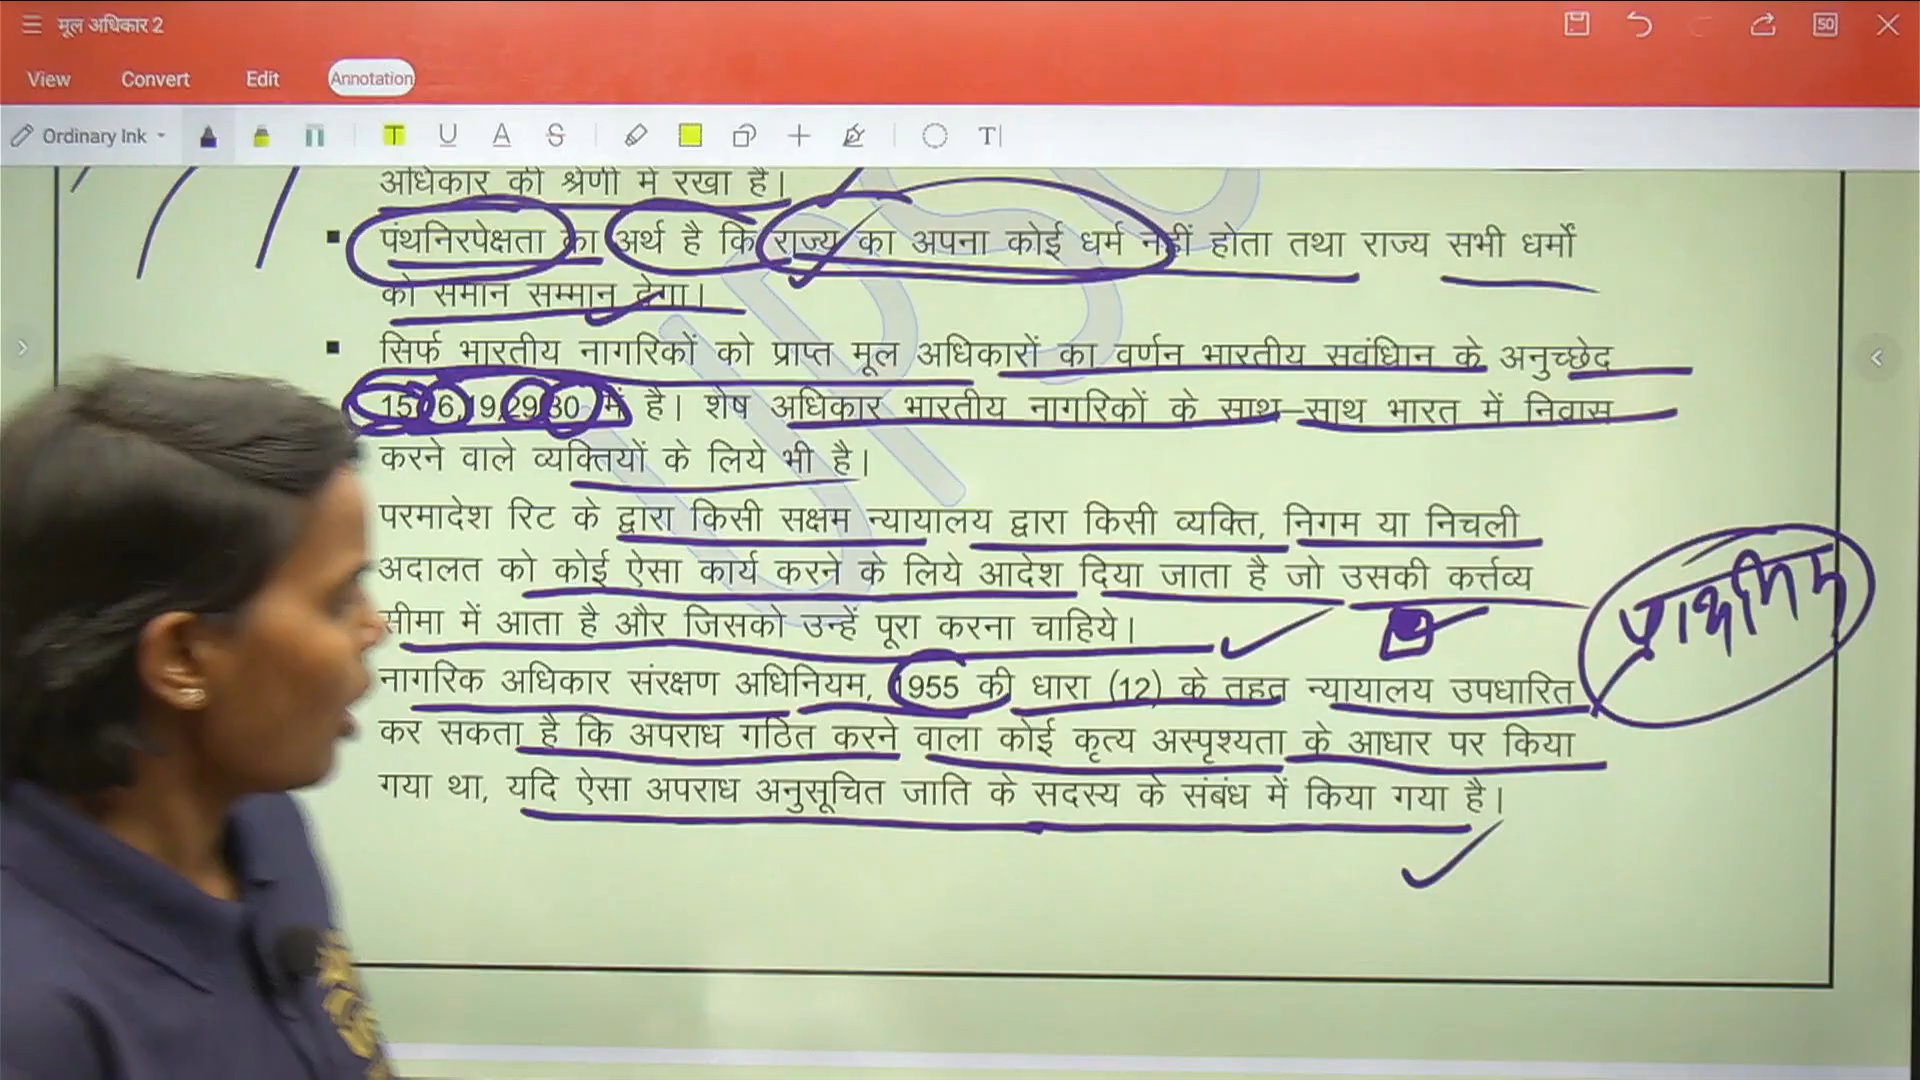 मूल अधिकार 2
50
View Convert Edit Annotation
Ordinary Ink
अधिकार की श्रेणी में रखा है।
▪ पंथनिरपेक्षता का अर्थ है कि राज्य का अपना कोई धर्म नहीं होता तथा राज्य सभी धर्मों
को समान सम्मान देगा।
▪ सिर्फ भारतीय नागरिकों को प्राप्त मूल अधिकारों का वर्णन भारतीय सवंधिान के अनुच्छेद
15,16,19,29,30 में है। शेष अधिकार भारतीय नागरिकों के साथ–साथ भारत में निवास
करने वाले व्यक्तियों के लिये भी है।
परमादेश रिट के द्वारा किसी सक्षम न्यायालय द्वारा किसी व्यक्ति, निगम या निचली
अदालत को कोई ऐसा कार्य करने के लिये आदेश दिया जाता है जो उसकी कर्त्तव्य
सीमा में आता है और जिसको उन्हें पूरा करना चाहिये।
नागरिक अधिकार संरक्षण अधिनियम, 1955 की धारा (12) के तहत न्यायालय उपधारित
कर सकता है कि अपराध गठित करने वाला कोई कृत्य अस्पृश्यता के आधार पर किया
गया था, यदि ऐसा अपराध अनुसूचित जाति के सदस्य के संबंध में किया गया है।